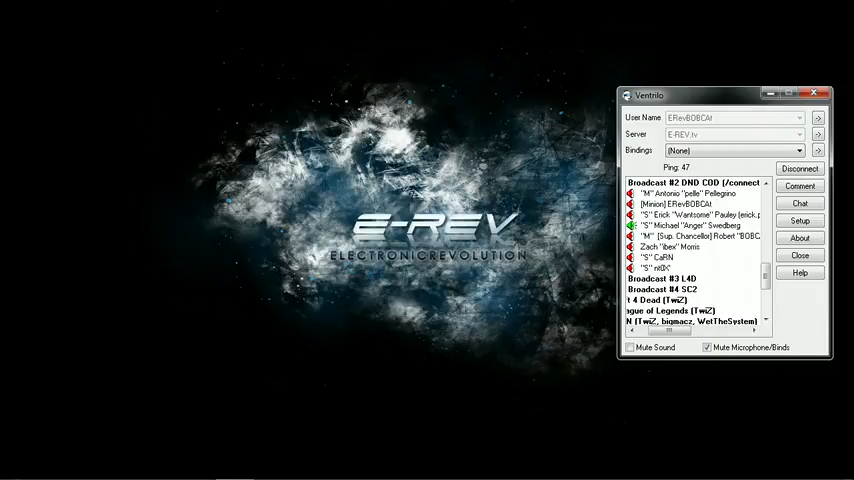 E-REV
ELECTRONICREVOLUTION
Ventrilo
User Name ERevBOBCAt
Server E-REV.tv
Bindings (None)
Ping: 47
Disconnect
Comment
Chat
Setup
About
Close
Help
Broadcast #2 DND COD (/connect
"M" Antonio "pelle" Pellegrino
[Minion] ERevBOBCAt
"S" Erick "Wantsome" Pauley (erick.p
"S" Michael "Anger" Swedberg
"M" [Sup. Chancellor] Robert "BOBC
Zach "ibex" Morris
"S" CaRN
"S" nt0X'
Broadcast #3 L4D
Broadcast #4 SC2
t 4 Dead (TwiZ)
ague of Legends (TwiZ)
N (TwiZ, bigmacz, WetTheSystem)
Mute Sound
Mute Microphone/Binds